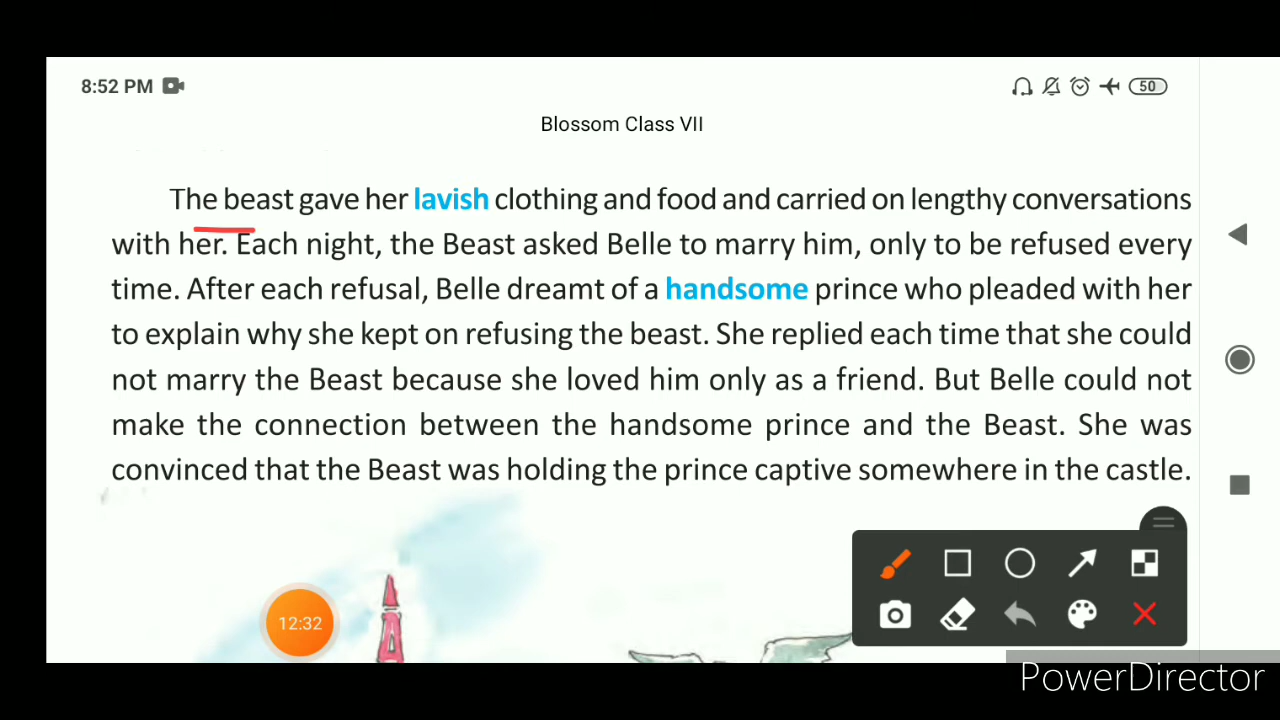 8:52 PM
50
Blossom Class VII
The beast gave her lavish clothing and food and carried on lengthy conversations
with her. Each night, the Beast asked Belle to marry him, only to be refused every
time. After each refusal, Belle dreamt of a handsome prince who pleaded with her
to explain why she kept on refusing the beast. She replied each time that she could
not marry the Beast because she loved him only as a friend. But Belle could not
make the connection between the handsome prince and the Beast. She was
convinced that the Beast was holding the prince captive somewhere in the castle.
12:32
PowerDirector